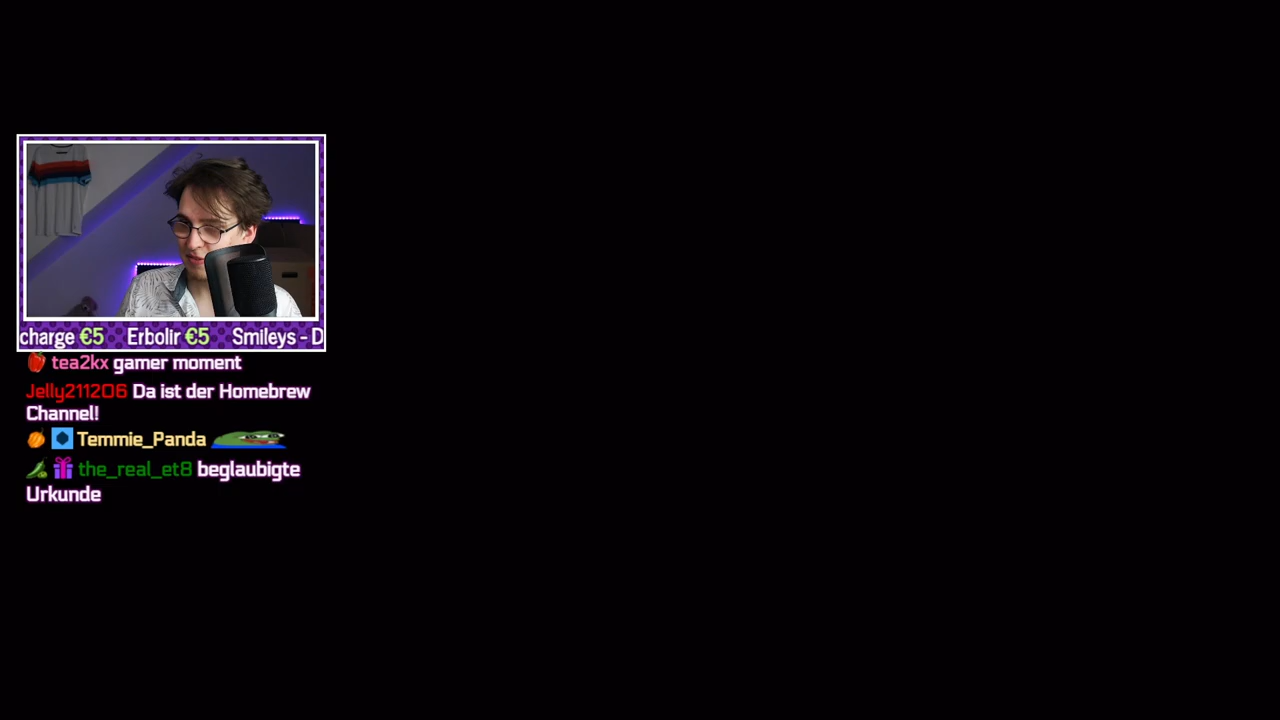 charge €5 Erbolir €5 Smileys - D
tea2kx gamer moment
Jelly211206 Da ist der Homebrew
Channel!
Temmie_Panda
the_real_et8 beglaubigte
Urkunde